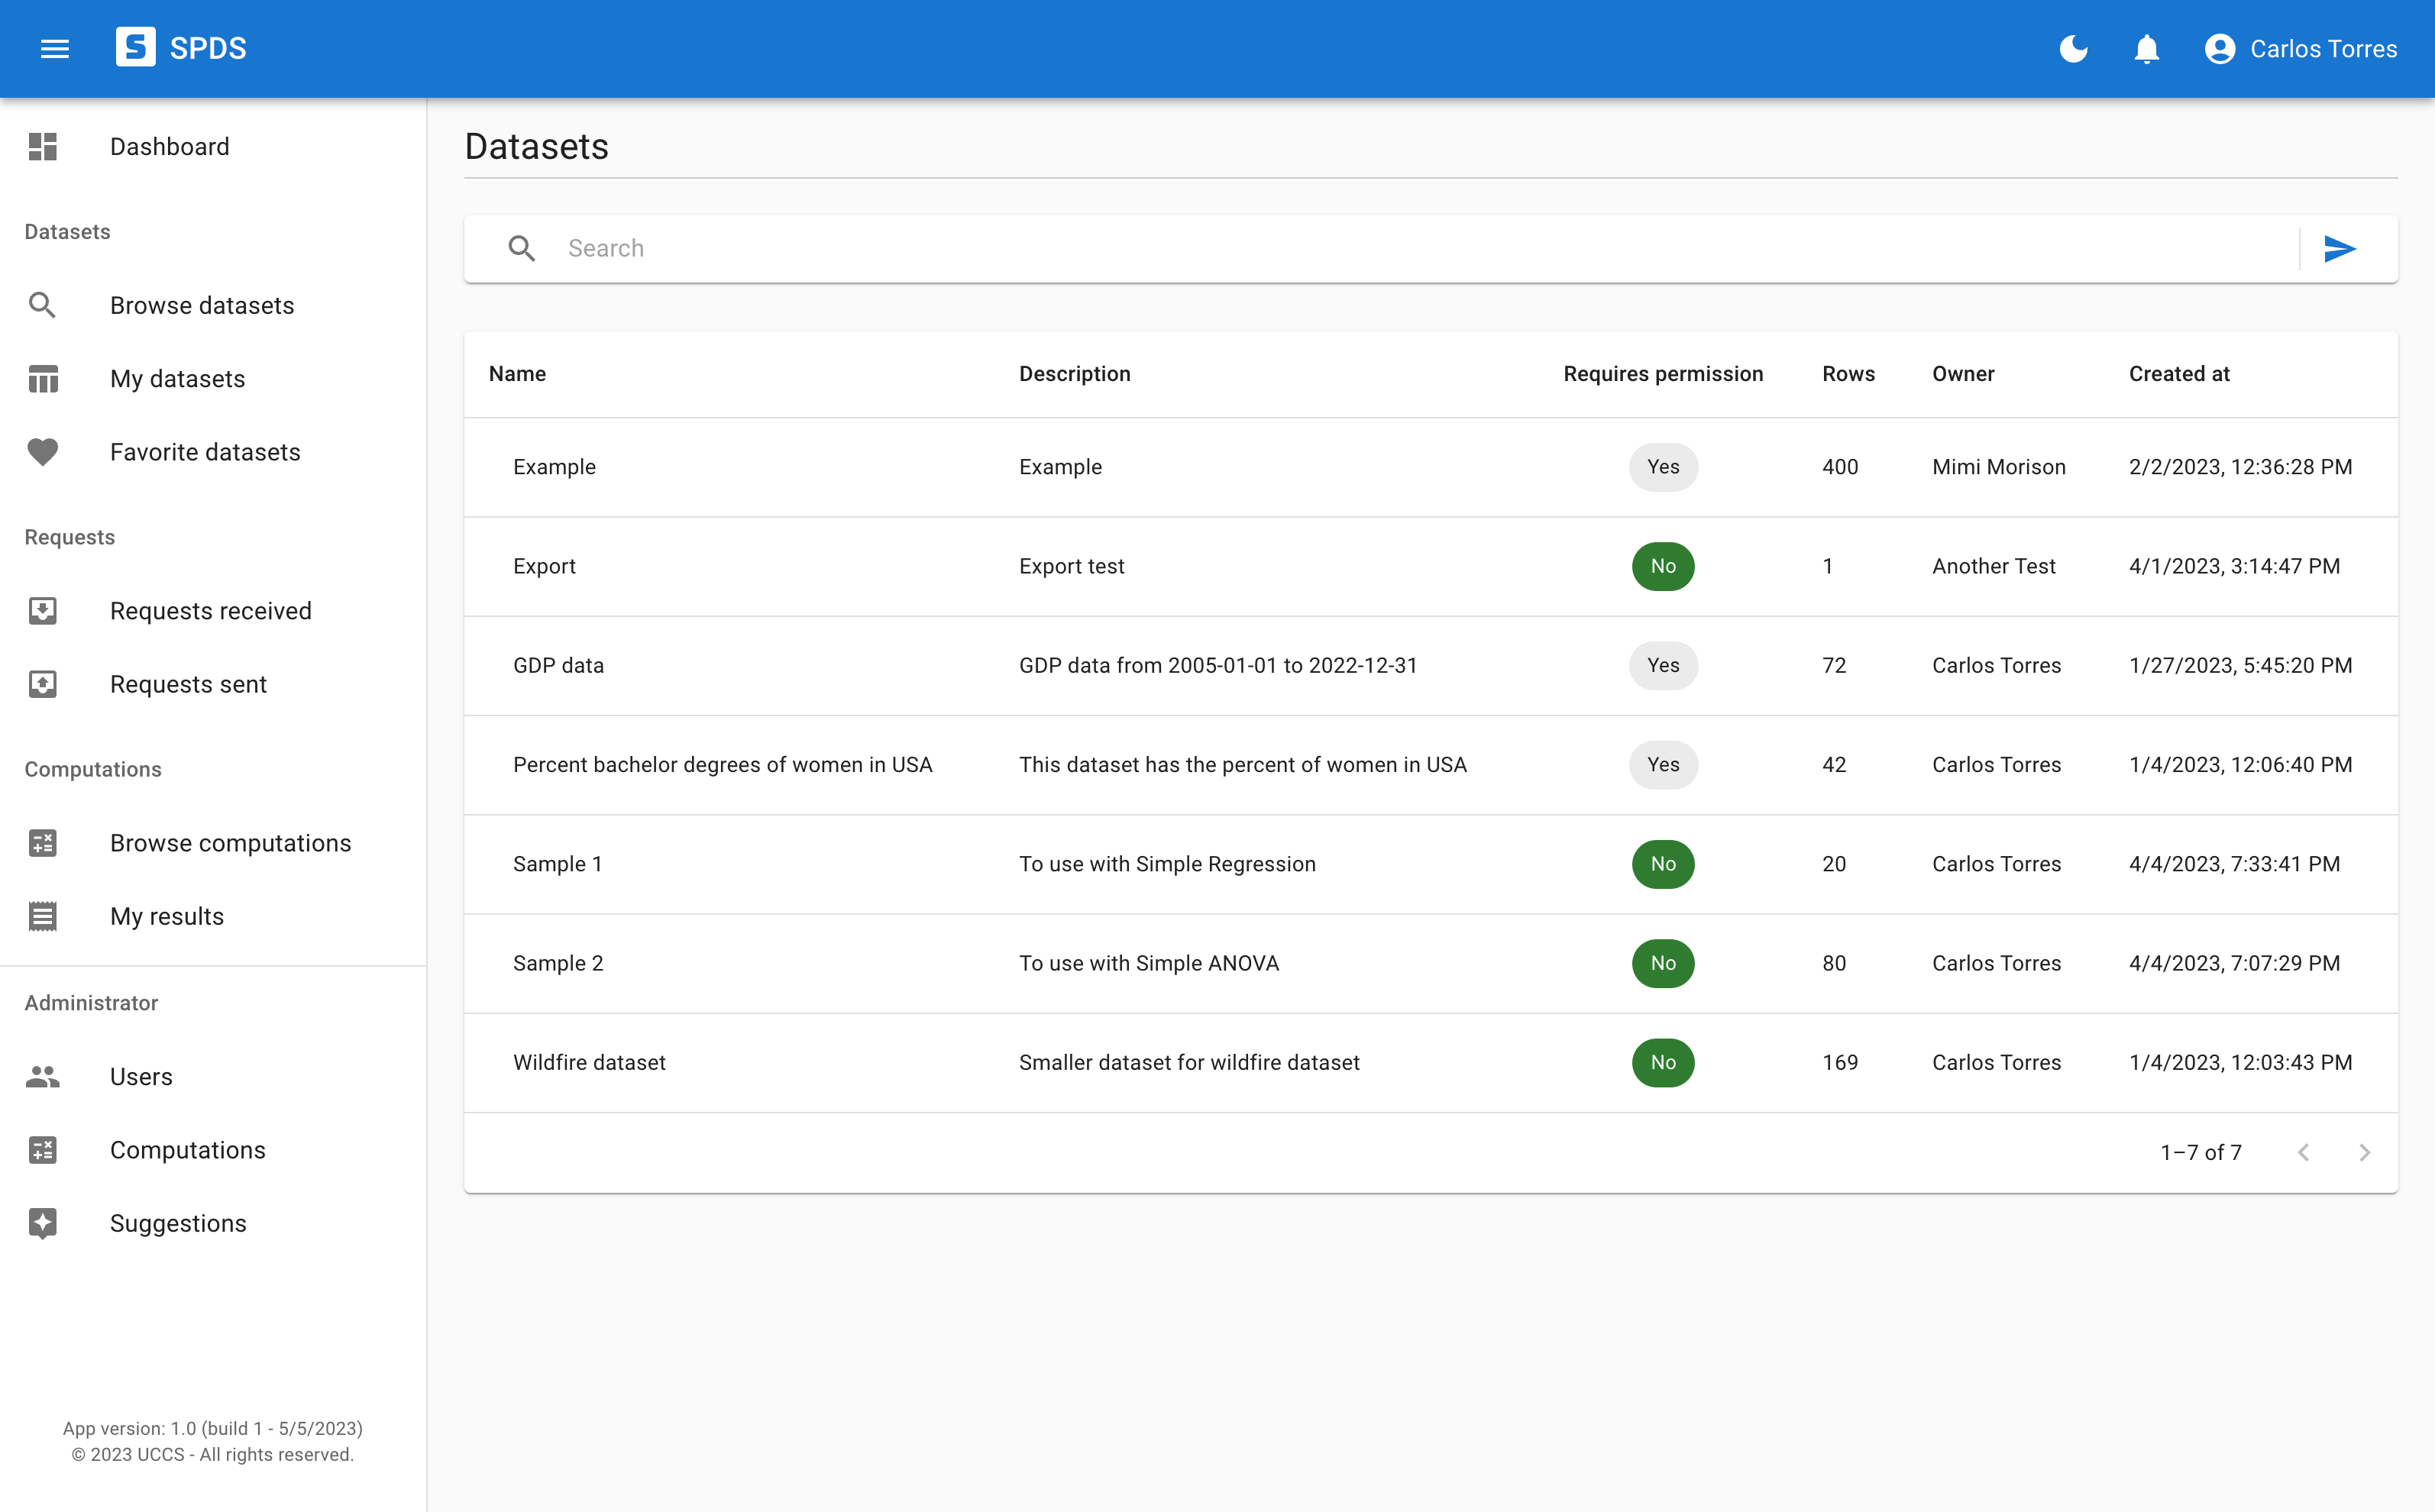 S SPDS
Carlos Torres
Dashboard
Datasets
Browse datasets
My datasets
Favorite datasets
Requests
Requests received
Requests sent
Computations
Browse computations
My results
Administrator
Users
Computations
Suggestions
App version: 1.0 (build 1 - 5/5/2023)
© 2023 UCCS - All rights reserved.
Datasets
Search
Name Description Requires permission Rows Owner Created at
Example Example Yes 400 Mimi Morison 2/2/2023, 12:36:28 PM
Export Export test No 1 Another Test 4/1/2023, 3:14:47 PM
GDP data GDP data from 2005-01-01 to 2022-12-31 Yes 72 Carlos Torres 1/27/2023, 5:45:20 PM
Percent bachelor degrees of women in USA This dataset has the percent of women in USA Yes 42 Carlos Torres 1/4/2023, 12:06:40 PM
Sample 1 To use with Simple Regression No 20 Carlos Torres 4/4/2023, 7:33:41 PM
Sample 2 To use with Simple ANOVA No 80 Carlos Torres 4/4/2023, 7:07:29 PM
Wildfire dataset Smaller dataset for wildfire dataset No 169 Carlos Torres 1/4/2023, 12:03:43 PM
1–7 of 7